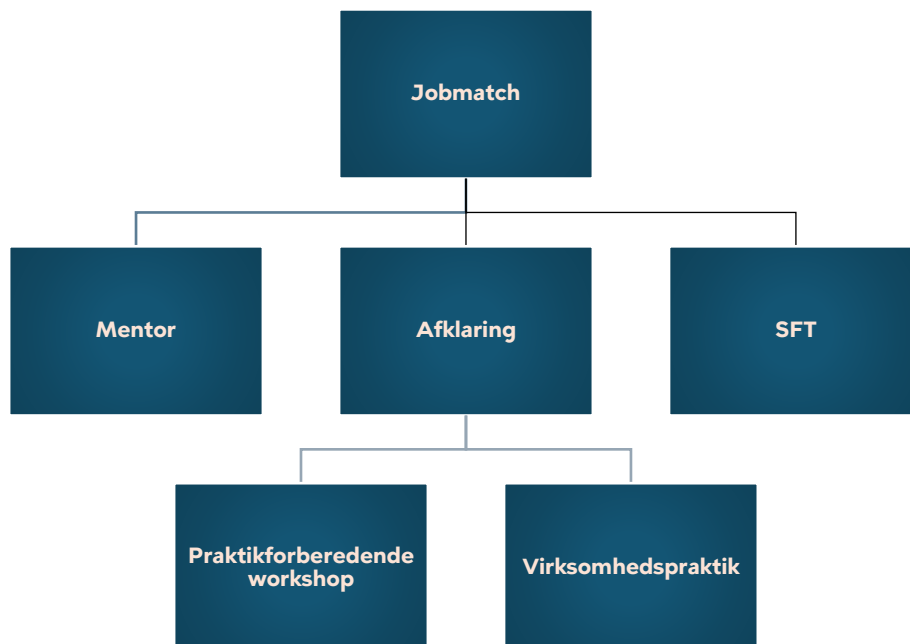 Jobmatch
Mentor
Afklaring
SFT
Praktikforberedende
workshop
Virksomhedspraktik